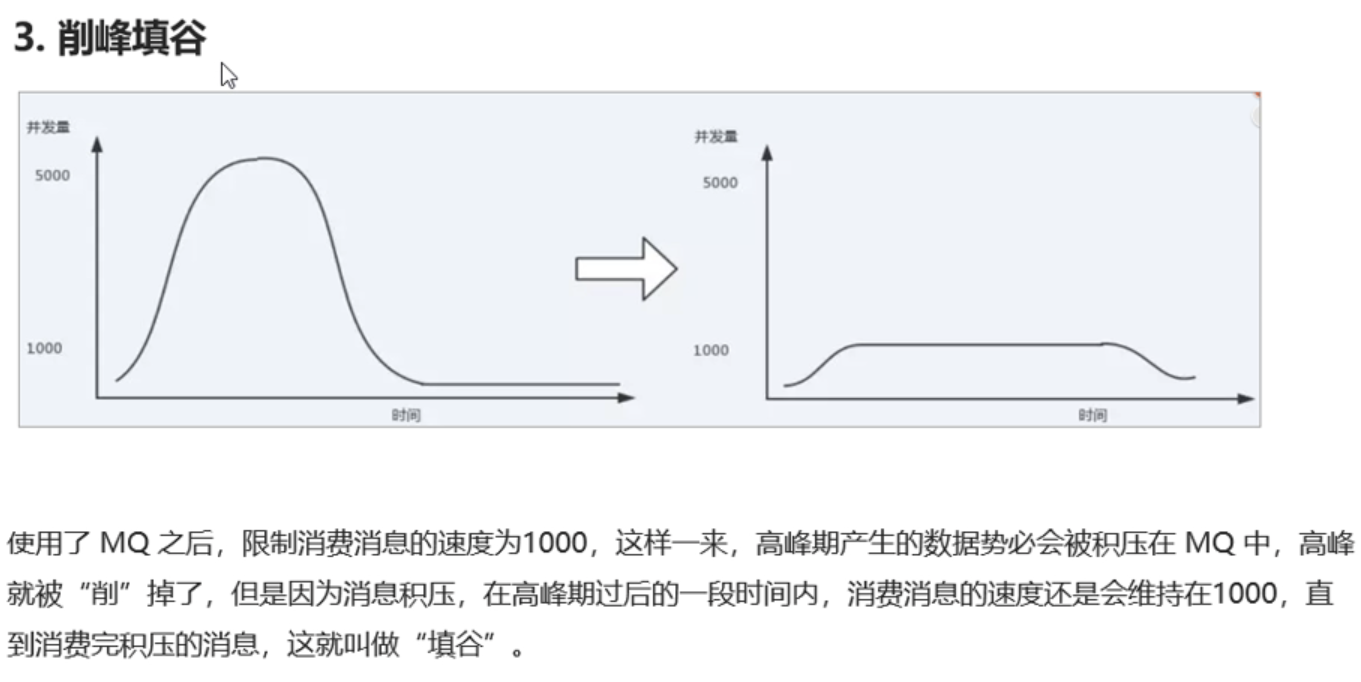 3. 削峰填谷
并发量
5000
1000
时间
并发量
5000
1000
时间
使用了 MQ 之后，限制消费消息的速度为1000，这样一来，高峰期产生的数据势必会被积压在 MQ 中，高峰
就被“削”掉了，但是因为消息积压，在高峰期过后的一段时间内，消费消息的速度还是会维持在1000，直
到消费完积压的消息，这就叫做“填谷”。